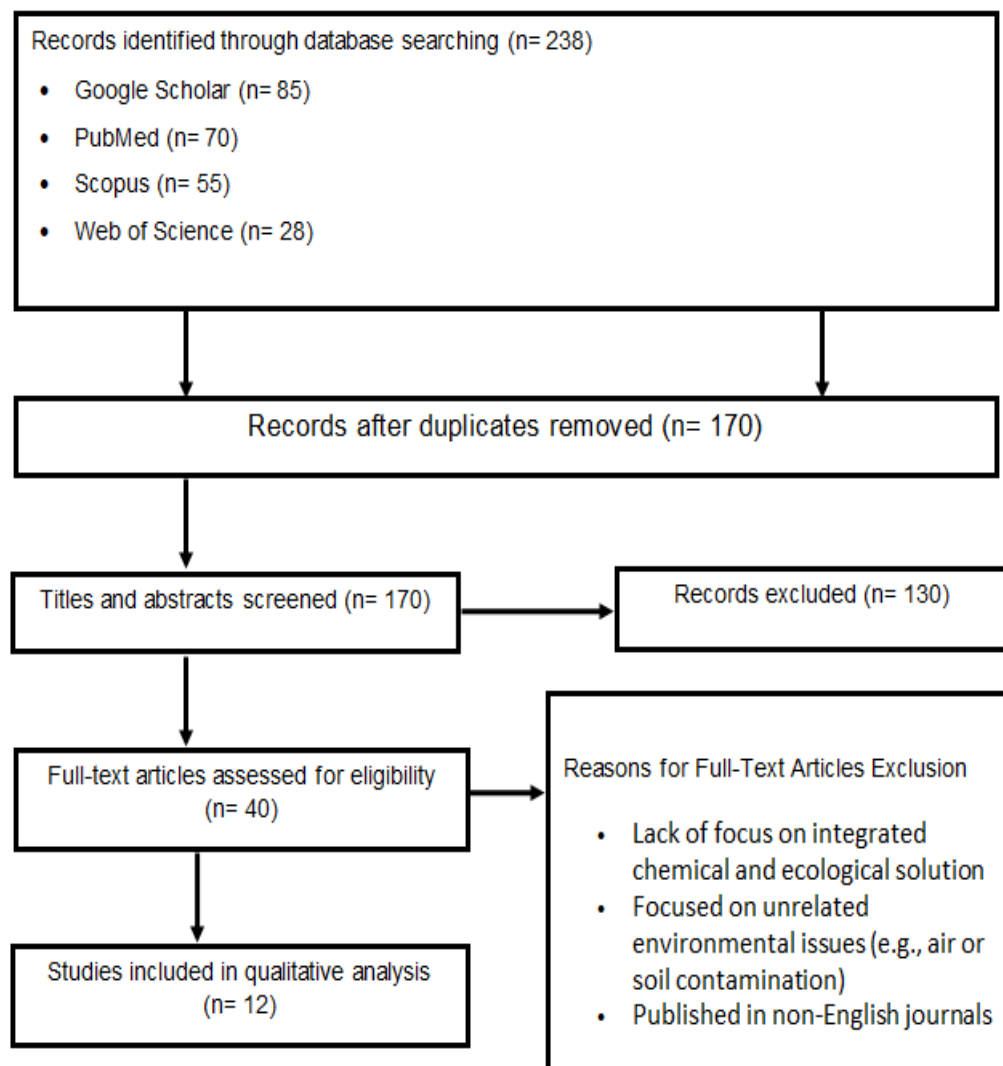 Records identified through database searching (n= 238)
• Google Scholar (n= 85)
• PubMed (n= 70)
• Scopus (n= 55)
• Web of Science (n= 28)
Records after duplicates removed (n= 170)
Titles and abstracts screened (n= 170)
Records excluded (n= 130)
Full-text articles assessed for eligibility
(n= 40)
Reasons for Full-Text Articles Exclusion
• Lack of focus on integrated
chemical and ecological solution
• Focused on unrelated
environmental issues (e.g., air or
soil contamination)
• Published in non-English journals
Studies included in qualitative analysis
(n= 12)